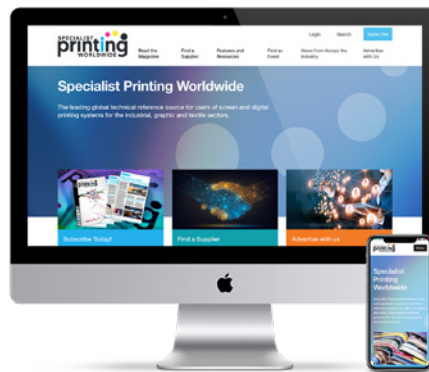 Login Search Subscribe
SPECIALIST
printing
WORLDWIDE
Read the Magazine
Find a Supplier
Features and Resources
Find an Event
News from Across the Industry
Advertise with Us
Specialist Printing Worldwide
The leading global technical reference source for users of screen and digital
printing systems for the industrial, graphic and textile sectors.
Subscribe Today!
Find a Supplier
Advertise with us
printing
Specialist
Printing
Worldwide